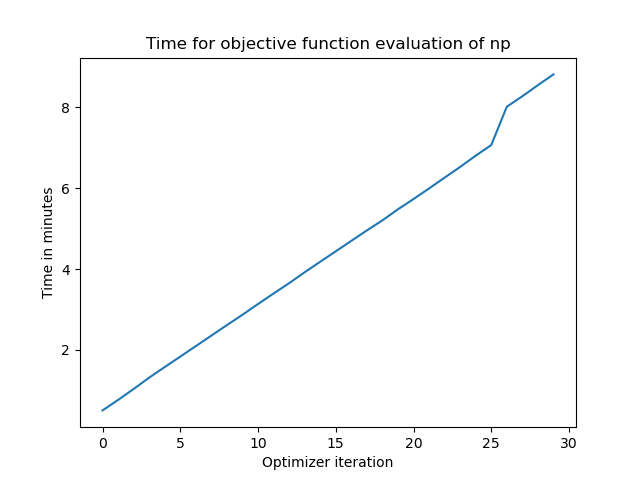 Time for objective function evaluation of np
Time in minutes
8
6
4
2
0 5 10 15 20 25 30
Optimizer iteration